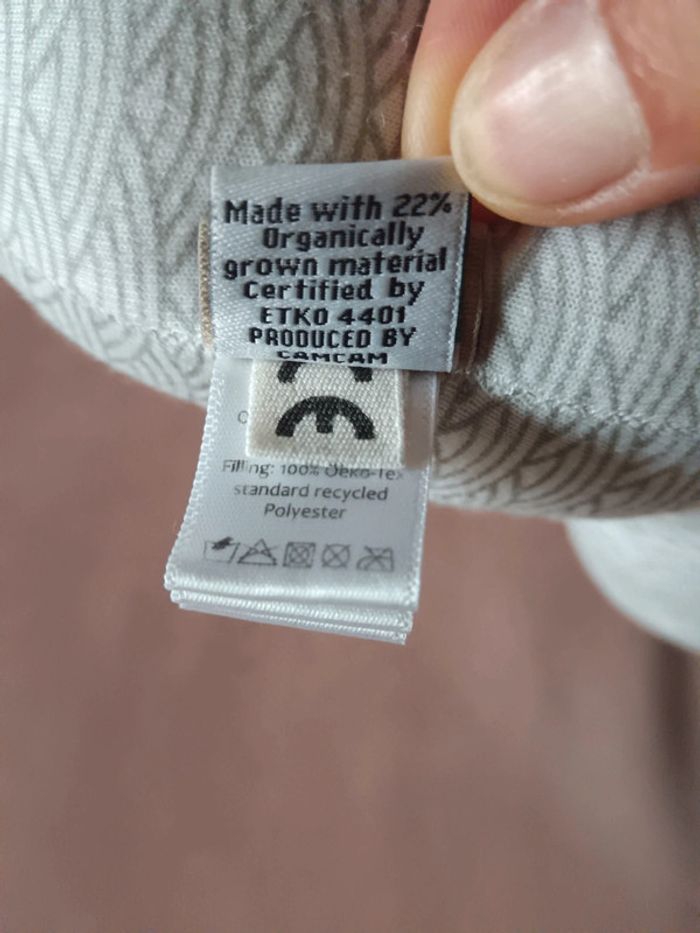 Made with 22%
Organically
grown material
Certified by
ETKO 4401
PRODUCED BY
CAMCAM
Filling: 100% Oeko-Tex
standard recycled
Polyester